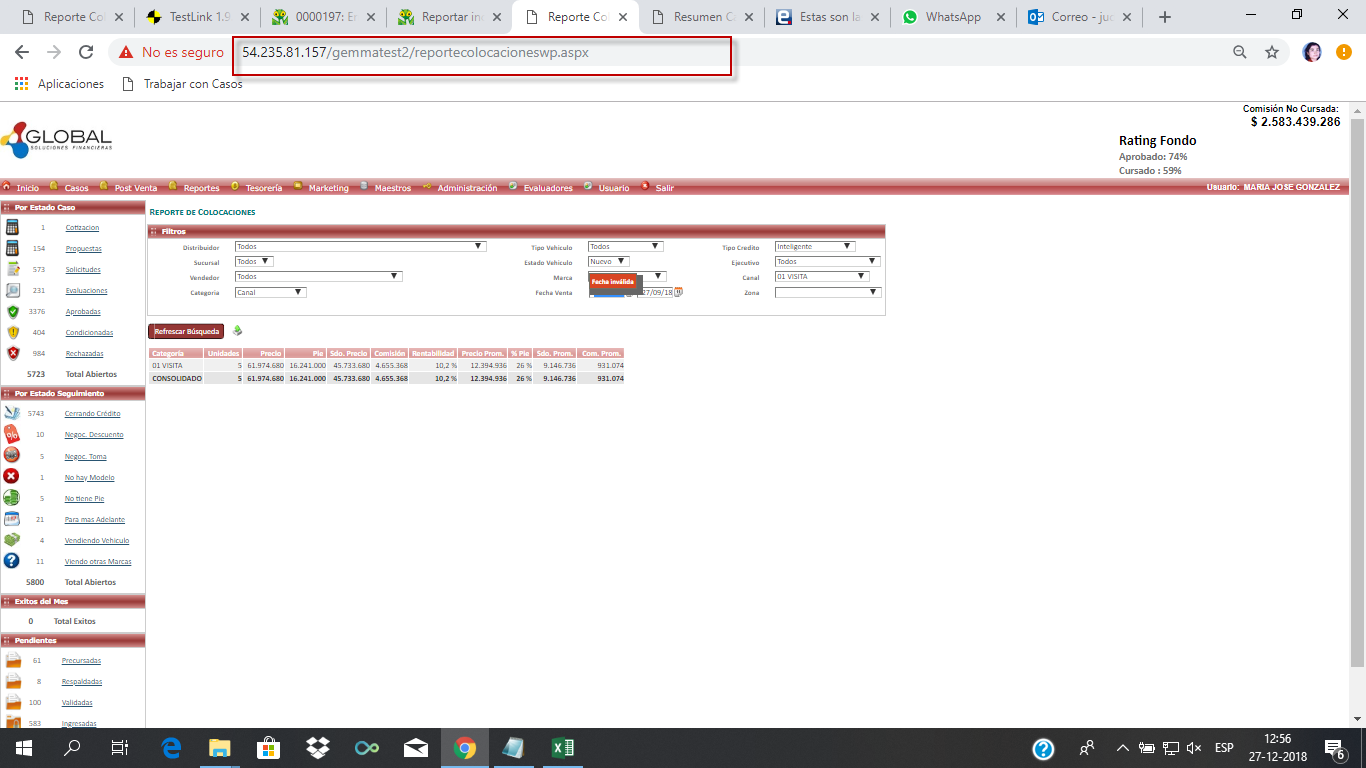 Reporte Col
TestLink 1.9
0000197: Er
Reportar in
Reporte Col
Resumen C
Estas son la
WhatsApp
Correo - juc
No es seguro
54.235.81.157/gemmatest2/reportecolocacioneswp.aspx
Aplicaciones
Trabajar con Casos
Comisión No Cursada:
$ 2.583.439.286
GLOBAL
SOLUCIONES FINANCIERAS
Rating Fondo
Aprobado: 74%
Cursado : 59%
Inicio Casos Post Venta Reportes Tesorería Marketing Maestros Administración Evaluadores Usuario Salir
Usuario: MARIA JOSE GONZALEZ
Por Estado Caso
1 Cotizacion
154 Propuestas
573 Solicitudes
231 Evaluaciones
3376 Aprobadas
404 Condicionadas
984 Rechazadas
5723 Total Abiertos
Por Estado Seguimiento
5743 Cerrando Crédito
10 Negoc. Descuento
5 Negoc. Toma
1 No hay Modelo
5 No tiene Pie
21 Para mas Adelante
4 Vendiendo Vehiculo
11 Viendo otras Marcas
5800 Total Abiertos
Exitos del Mes
0 Total Exitos
Pendientes
61 Precursadas
8 Respaldadas
100 Validadas
583 Ingresadas
REPORTE DE COLOCACIONES
Filtros
Distribuidor Todos Tipo Vehículo Todos Tipo Credito Inteligente
Sucursal Todos Estado Vehículo Nuevo Ejecutivo Todos
Vendedor Todos Marca Canal 01 VISITA
Fecha inválida
Categoria Canal Fecha Venta 27/09/18 Zona
Refrescar Búsqueda
Categoría Unidades Precio Pie Sdo. Precio Comisión Rentabilidad Precio Prom. % Pie Sdo. Prom. Com. Prom.
01 VISITA 5 61.974.680 16.241.000 45.733.680 4.655.368 10,2 % 12.394.936 26 % 9.146.736 931.074
CONSOLIDADO 5 61.974.680 16.241.000 45.733.680 4.655.368 10,2 % 12.394.936 26 % 9.146.736 931.074
ESP
12:56
27-12-2018
6